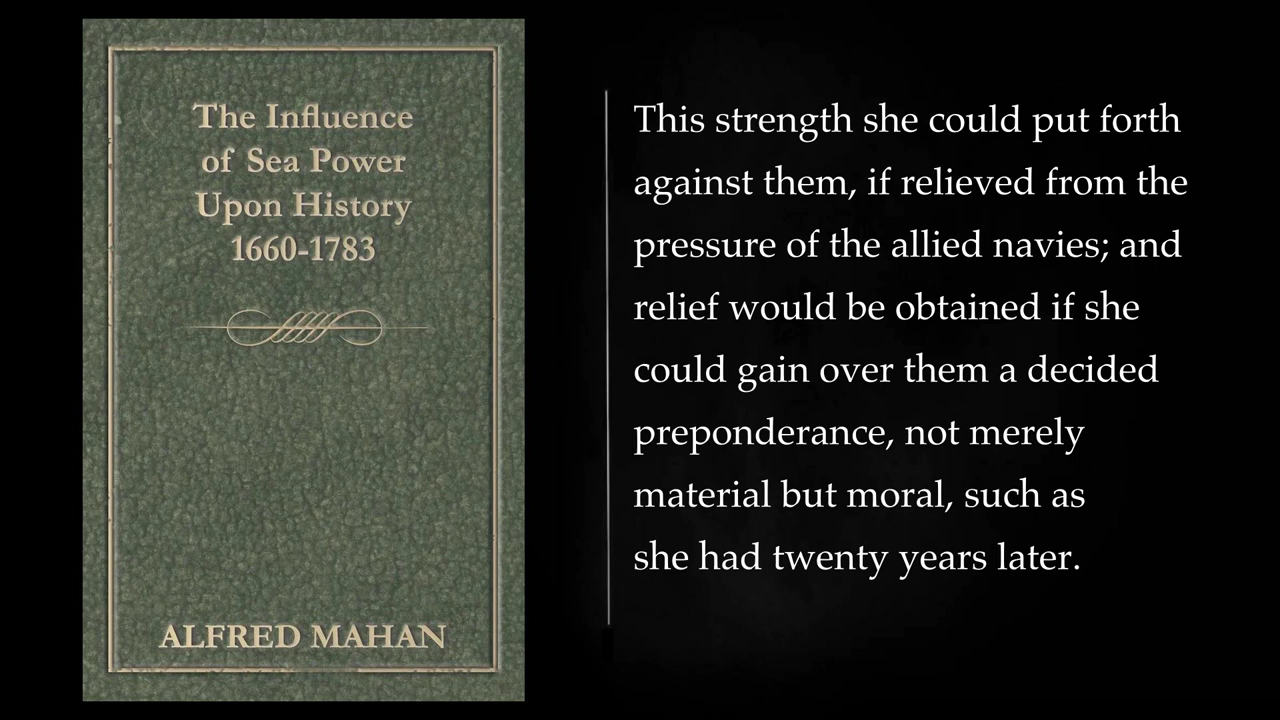 The Influence
of Sea Power
Upon History
1660-1783
ALFRED MAHAN
This strength she could put forth
against them, if relieved from the
pressure of the allied navies; and
relief would be obtained if she
could gain over them a decided
preponderance, not merely
material but moral, such as
she had twenty years later.